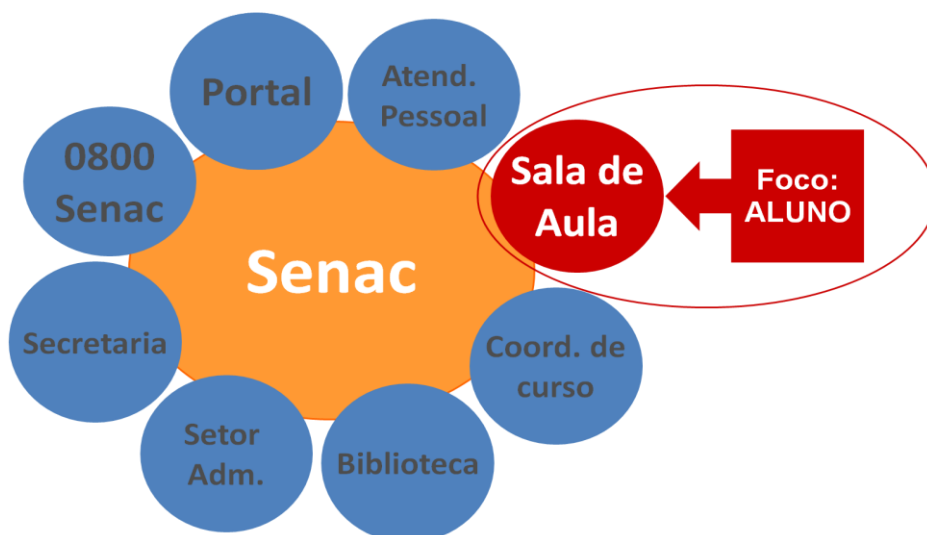 Portal
Atend.
Pessoal
0800
Senac
Sala de
Aula
Foco:
ALUNO
Senac
Secretaria
Coord. de
curso
Setor
Adm.
Biblioteca